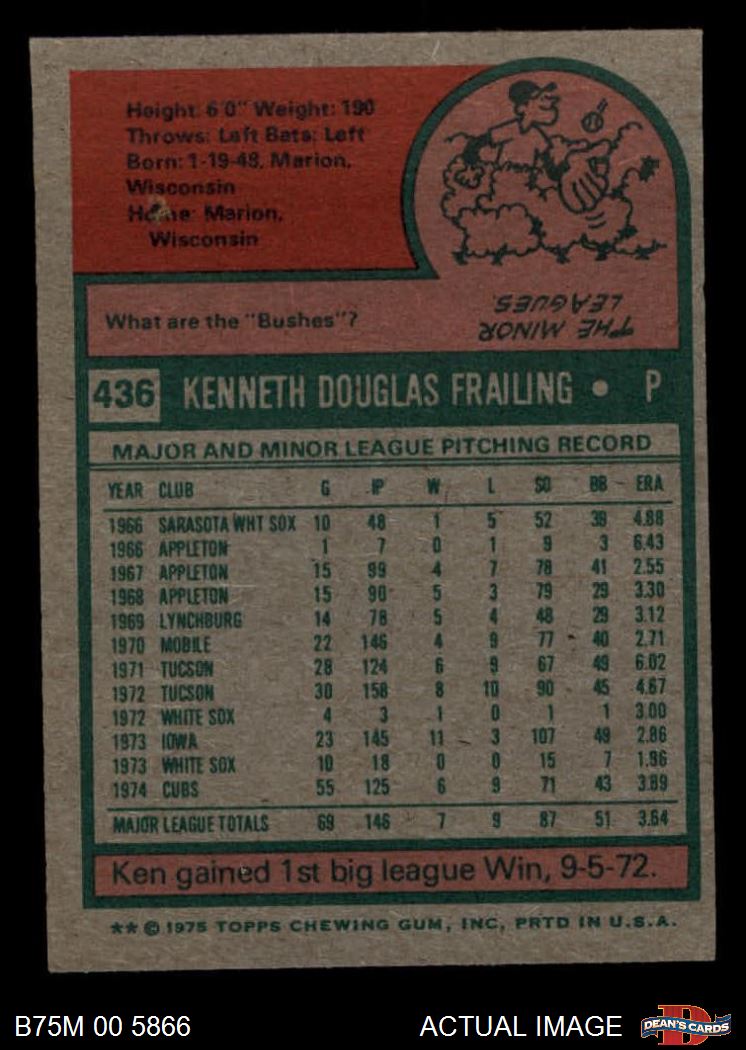 Height: 6'0" Weight: 190
Throws: Left Bats: Left
Born: 1-19-48, Marion,
Wisconsin
Home: Marion,
Wisconsin
What are the "Bushes"?
THE MINOR
LEAGUES.
436 KENNETH DOUGLAS FRAILING • P
MAJOR AND MINOR LEAGUE PITCHING RECORD
YEAR CLUB G IP W L SO BB ERA
1966 SARASOTA WHT SOX 10 48 1 5 52 39 4.88
1966 APPLETON 1 7 0 1 9 3 6.43
1967 APPLETON 15 99 4 7 78 41 2.55
1968 APPLETON 15 90 5 3 79 29 3.30
1969 LYNCHBURG 14 78 5 4 48 29 3.12
1970 MOBILE 22 146 4 9 77 40 2.71
1971 TUCSON 28 124 6 9 67 49 6.02
1972 TUCSON 30 158 8 10 90 45 4.67
1972 WHITE SOX 4 3 1 0 1 1 3.00
1973 IOWA 23 145 11 3 107 49 2.86
1973 WHITE SOX 10 18 0 0 15 7 1.96
1974 CUBS 55 125 6 9 71 43 3.89
MAJOR LEAGUE TOTALS 69 146 7 9 87 51 3.64
Ken gained 1st big league Win, 9-5-72.
** © 1975 TOPPS CHEWING GUM, INC, PRTD IN U.S.A.
B75M 00 5866 ACTUAL IMAGE DEAN'S CARDS